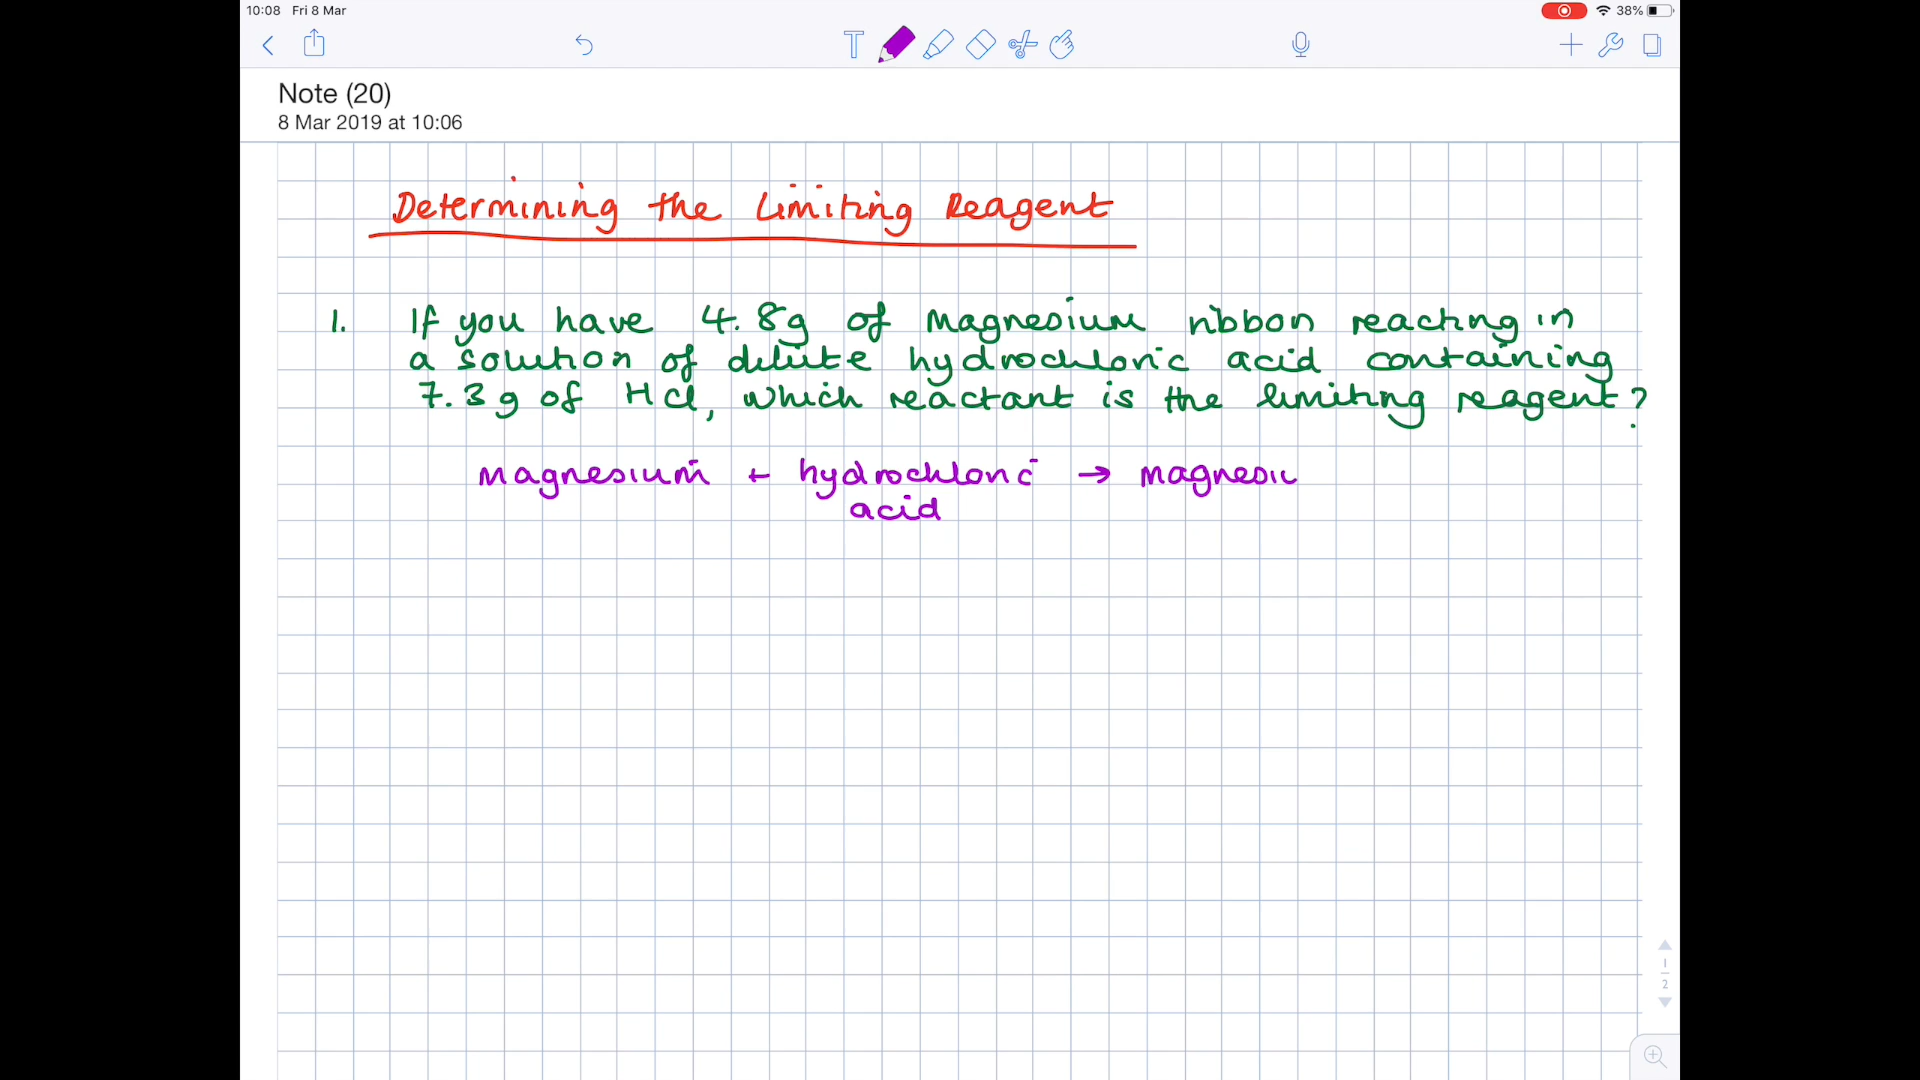 10:08 Fri 8 Mar
38%
Note (20)
8 Mar 2019 at 10:06
Determining the Limiting Reagent
1. If you have 4.8g of Magnesium ribbon reacting in
a solution of dilute hydrochloric acid containing
7.3g of HCl, which reactant is the limiting reagent?
magnesium + hydrochloric → magnesiu
acid
1
2